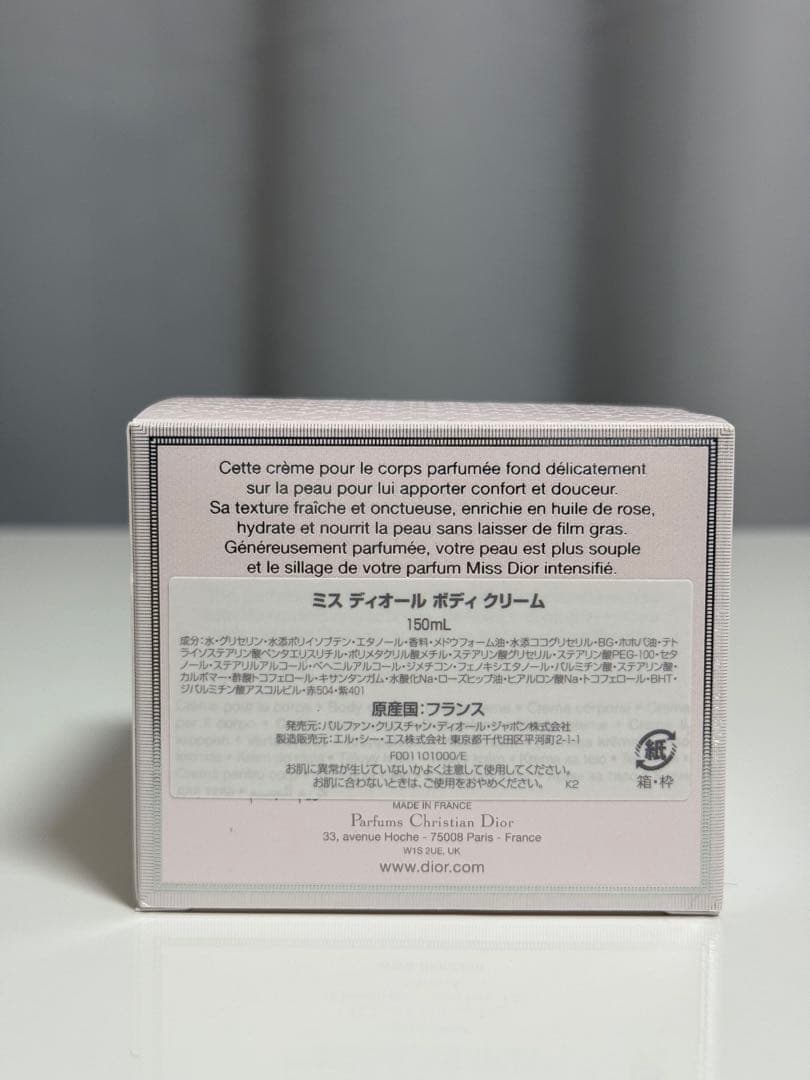 Cette crème pour le corps parfumée fond délicatement
sur la peau pour lui apporter confort et douceur.
Sa texture fraîche et onctueuse, enrichie en huile de rose,
hydrate et nourrit la peau sans laisser de film gras.
Généreusement parfumée, votre peau est plus souple
et le sillage de votre parfum Miss Dior intensifié.
ミス ディオール ボディ クリーム
150mL
成分:水・グリセリン・水添ポリイソブテン・エタノール・香料・メドウフォーム油・水添ココグリセリル・BG・ホホバ油・テト
ライソステアリン酸ペンタエリスリチル・ポリメタクリル酸メチル・ステアリン酸グリセリル・ステアリン酸PEG-100・セタ
ノール・ステアリルアルコール・ベヘニルアルコール・ジメチコン・フェノキシエタノール・パルミチン酸・ステアリン酸・
カルボマー・酢酸トコフェロール・キサンタンガム・水酸化Na・ローズヒップ油・ヒアルロン酸Na・トコフェロール・BHT・
ジパルミチン酸アスコルビル・赤504・紫401
原産国:フランス
発売元:パルファン・クリスチャン・ディオール・ジャポン株式会社
製造販売元:エル・シー・エス株式会社 東京都千代田区平河町2-1-1
F001101000/E
お肌に異常が生じていないかよく注意して使用してください。
お肌に合わないときは、ご使用をおやめください。 K2
紙
箱・枠
MADE IN FRANCE
Parfums Christian Dior
33, avenue Hoche - 75008 Paris - France
W1S 2UE, UK
www.dior.com